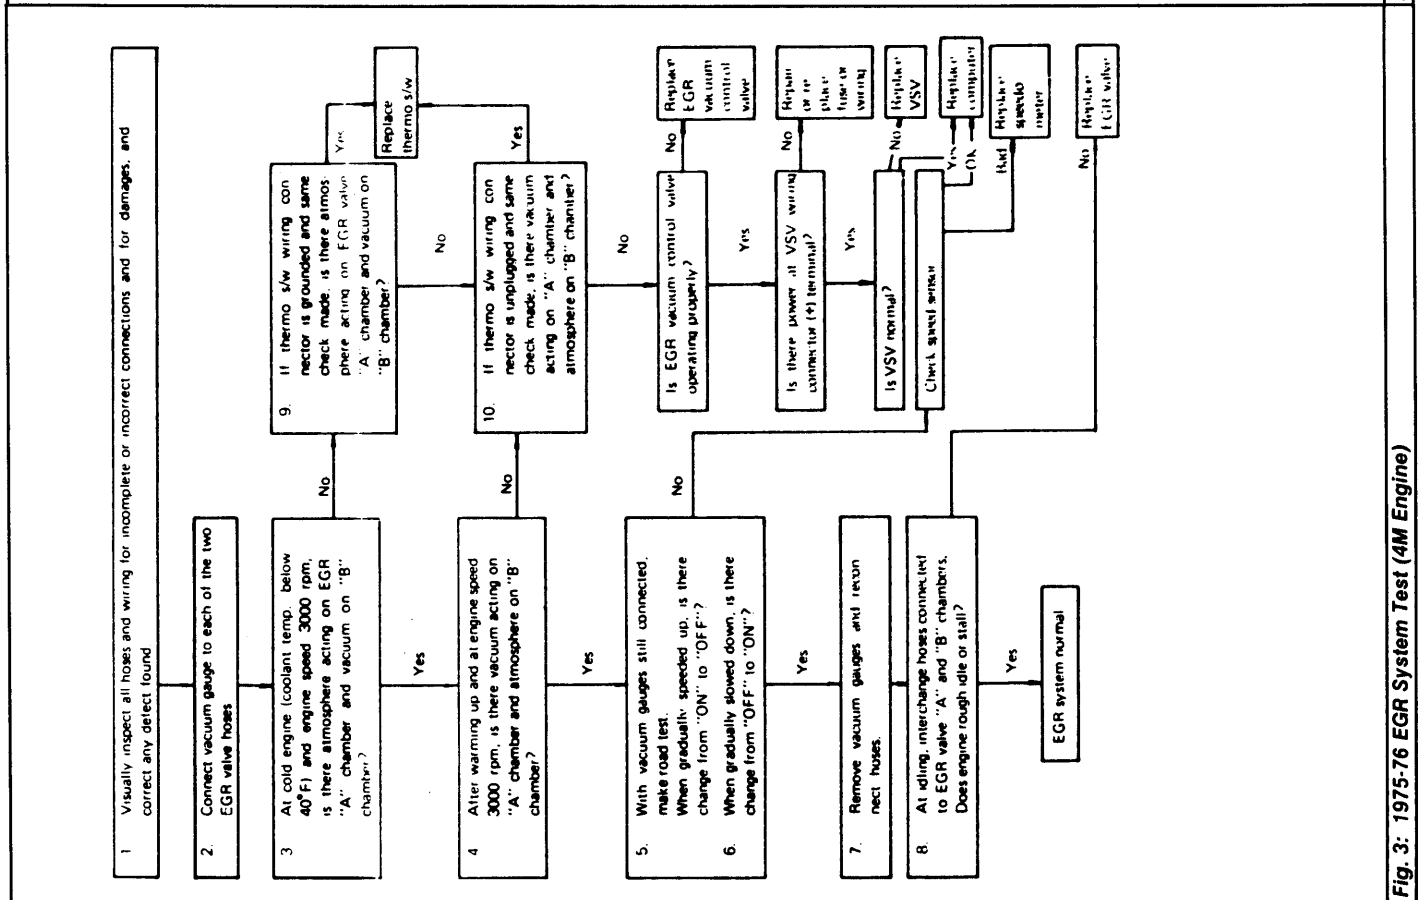 1 Visually inspect all hoses and wiring for incomplete or incorrect connections and for damages, and
correct any defect found
2. Connect vacuum gauge to each of the two
EGR valve hoses
3 At cold engine (coolant temp. below
40°F) and engine speed 3000 rpm,
is there atmosphere acting on EGR
"A" chamber and vacuum on "B"
chamber?
No
Yes
9. If thermo s/w wiring con
nector is grounded and same
check made, is there atmos
phere acting on EGR valve
"A" chamber and vacuum on
"B" chamber?
Yes
No
Replace
thermo s/w
4 After warming up and at engine speed
3000 rpm, is there vacuum acting on
"A" chamber and atmosphere on "B"
chamber?
No
Yes
10. If thermo s/w wiring con
nector is unplugged and same
check made, is there vacuum
acting on "A" chamber and
atmosphere on "B" chamber?
Yes
No
5. With vacuum gauges still connected,
make road test.
When gradually speeded up, is there
change from "ON" to "OFF"?
6. When gradually slowed down, is there
change from "OFF" to "ON"?
No
Yes
Is EGR vacuum control valve
operating properly?
No
Yes
Replace
EGR
vacuum
control
valve
Is there power at VSV wiring
connector (+) terminal?
No
Yes
Repair
or re
place
fuse or
wiring
Is VSV normal?
No
Yes
Replace
VSV
Check speed sensor
OK
Bad
Replace
computer
Replace
speedo
meter
7. Remove vacuum gauges and recon
nect hoses.
8. At idling, interchange hoses connected
to EGR valve "A" and "B" chambers.
Does engine rough idle or stall?
No
Yes
Replace
EGR valve
EGR system normal
Fig. 3: 1975-76 EGR System Test (4M Engine)